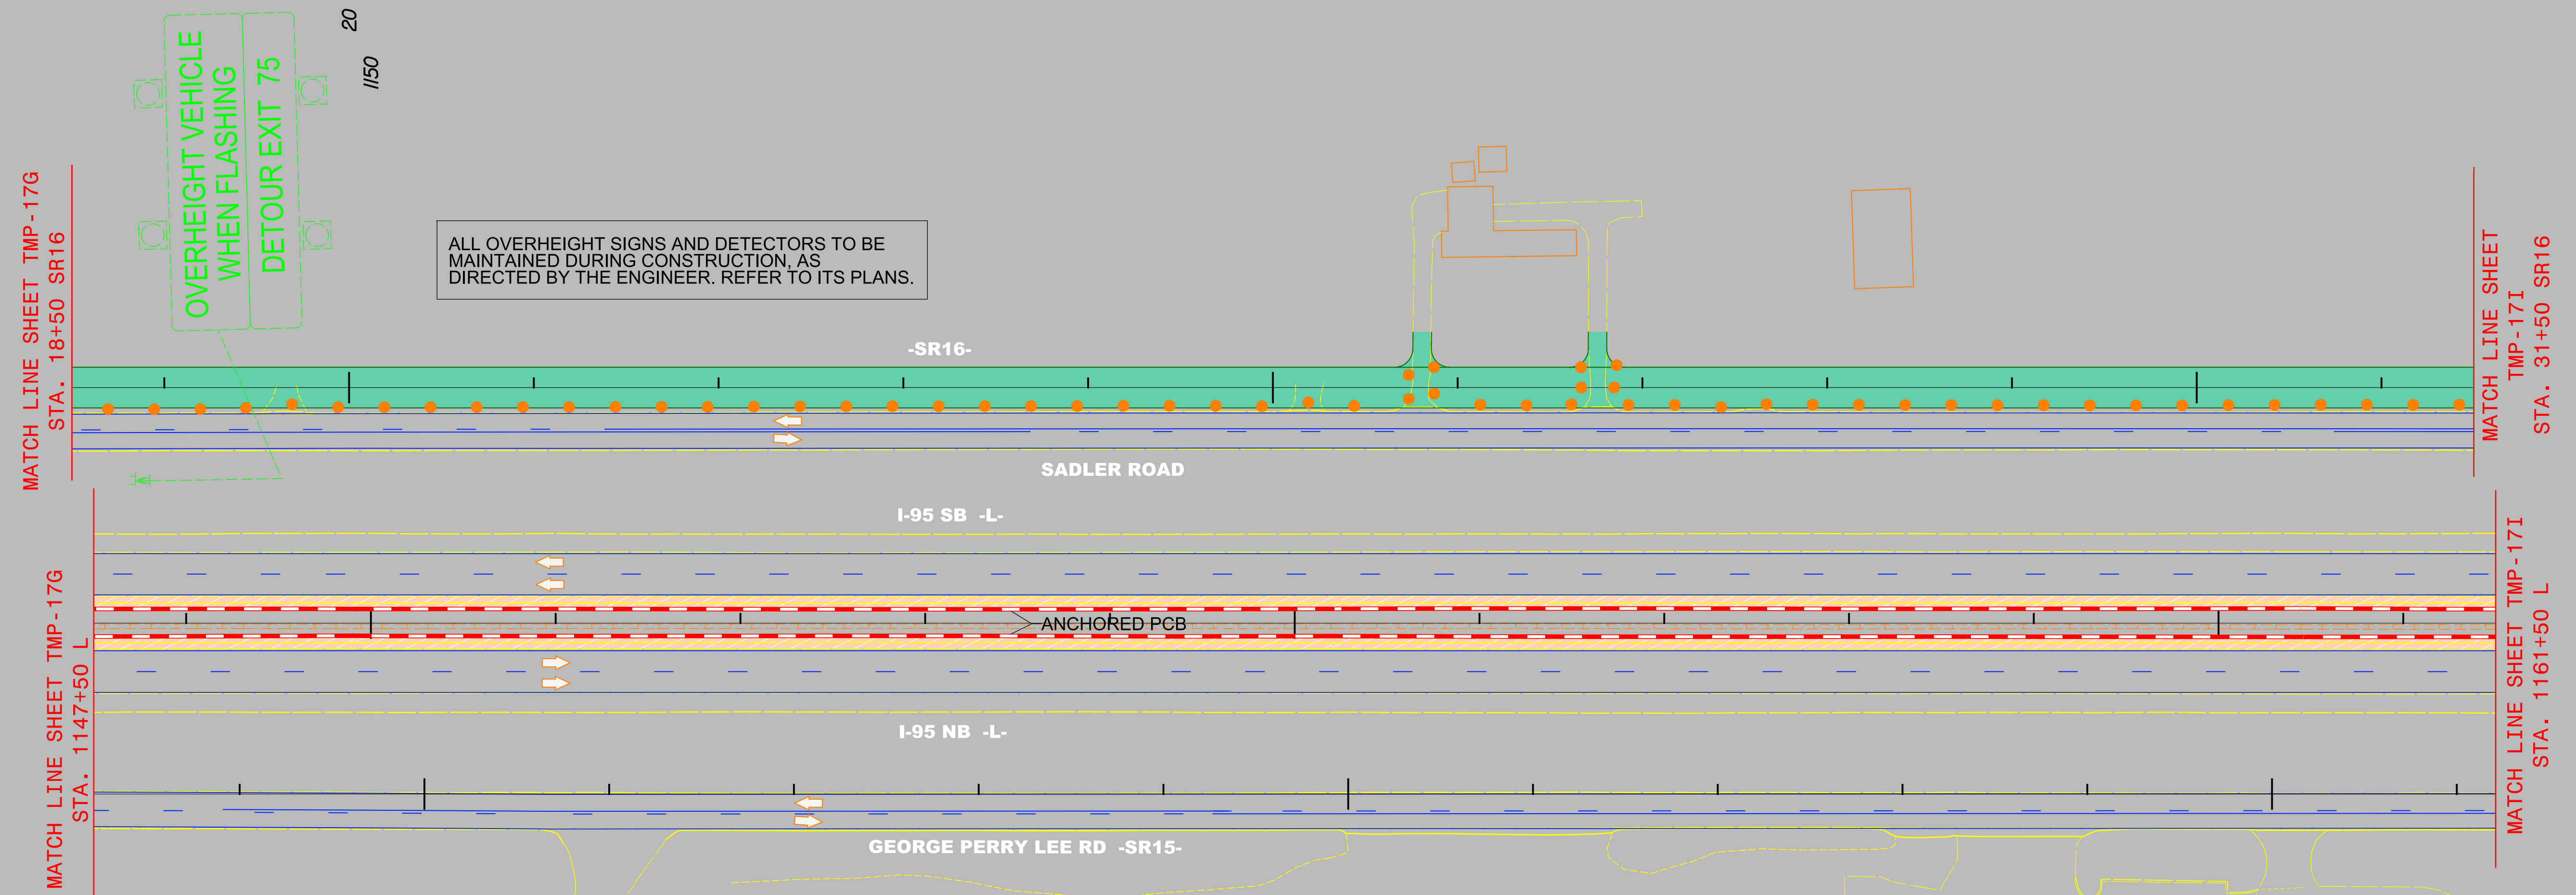 20
1150
OVERHEIGHT VEHICLE
WHEN FLASHING
DETOUR EXIT 75
MATCH LINE SHEET TMP-17G
STA. 18+50 SR16
ALL OVERHEIGHT SIGNS AND DETECTORS TO BE
MAINTAINED DURING CONSTRUCTION, AS
DIRECTED BY THE ENGINEER. REFER TO ITS PLANS.
-SR16-
MATCH LINE SHEET
TMP-17I
STA. 31+50 SR16
SADLER ROAD
I-95 SB -L-
MATCH LINE SHEET TMP-17G
STA. 1147+50 L
ANCHORED PCB
MATCH LINE SHEET TMP-17I
STA. 1161+50 L
I-95 NB -L-
GEORGE PERRY LEE RD -SR15-